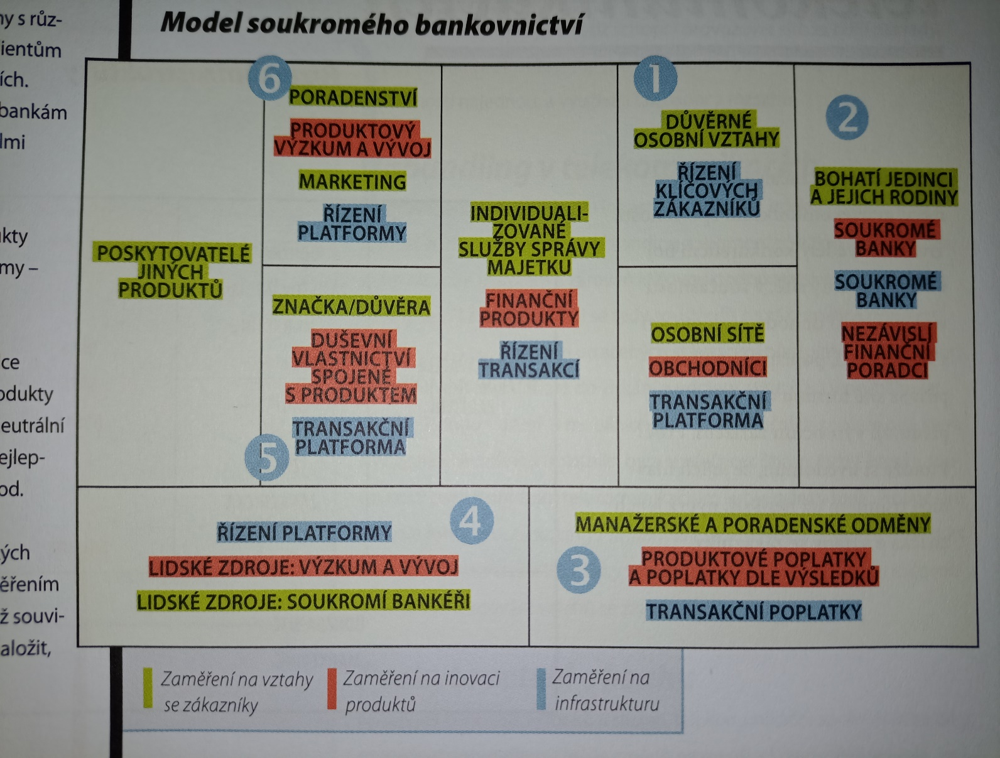 ny s růz-
ientům
ích.
bankám
lmi
ukty
my –
ce
odukty
eutrální
ejlep-
od.
ých
ěřením
ž souvi-
aložit,
Model soukromého bankovnictví
POSKYTOVATELÉ
JINÝCH
PRODUKTŮ
6
PORADENSTVÍ
PRODUKTOVÝ
VÝZKUM A VÝVOJ
MARKETING
ŘÍZENÍ
PLATFORMY
ZNAČKA/DŮVĚRA
DUŠEVNÍ
VLASTNICTVÍ
SPOJENÉ
S PRODUKTEM
TRANSAKČNÍ
PLATFORMA
5
INDIVIDUALI-
ZOVANÉ
SLUŽBY SPRÁVY
MAJETKU
FINANČNÍ
PRODUKTY
ŘÍZENÍ
TRANSAKCÍ
1
DŮVĚRNÉ
OSOBNÍ VZTAHY
ŘÍZENÍ
KLÍČOVÝCH
ZÁKAZNÍKŮ
OSOBNÍ SÍTĚ
OBCHODNÍCI
TRANSAKČNÍ
PLATFORMA
2
BOHATÍ JEDINCI
A JEJICH RODINY
SOUKROMÉ
BANKY
SOUKROMÉ
BANKY
NEZÁVISLÍ
FINANČNÍ
PORADCI
4
ŘÍZENÍ PLATFORMY
LIDSKÉ ZDROJE: VÝZKUM A VÝVOJ
LIDSKÉ ZDROJE: SOUKROMÍ BANKÉŘI
3
MANAŽERSKÉ A PORADENSKÉ ODMĚNY
PRODUKTOVÉ POPLATKY
A POPLATKY DLE VÝSLEDKŮ
TRANSAKČNÍ POPLATKY
Zaměření na vztahy
se zákazníky
Zaměření na inovaci
produktů
Zaměření na
infrastrukturu